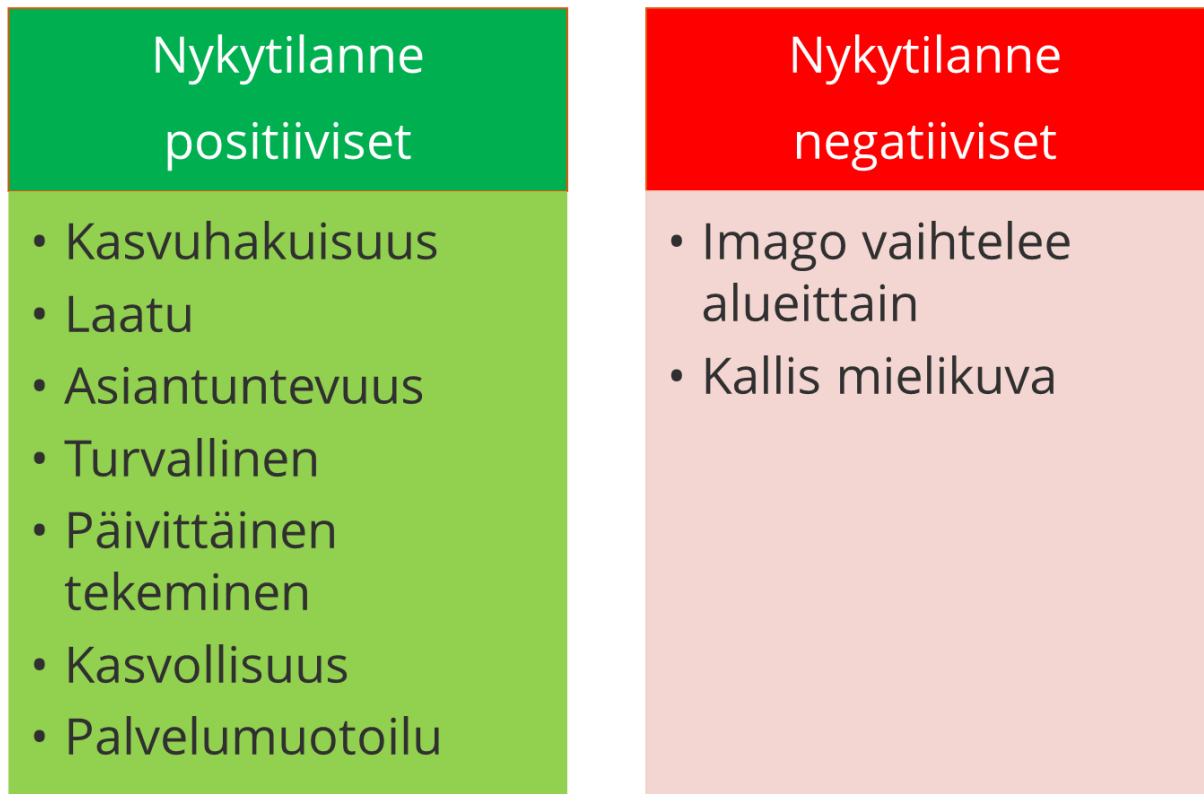 Nykytilanne
positiiviset
• Kasvuhakuisuus
• Laatu
• Asiantuntevuus
• Turvallinen
• Päivittäinen
tekeminen
• Kasvollisuus
• Palvelumuotoilu
Nykytilanne
negatiiviset
• Imago vaihtelee
alueittain
• Kallis mielikuva